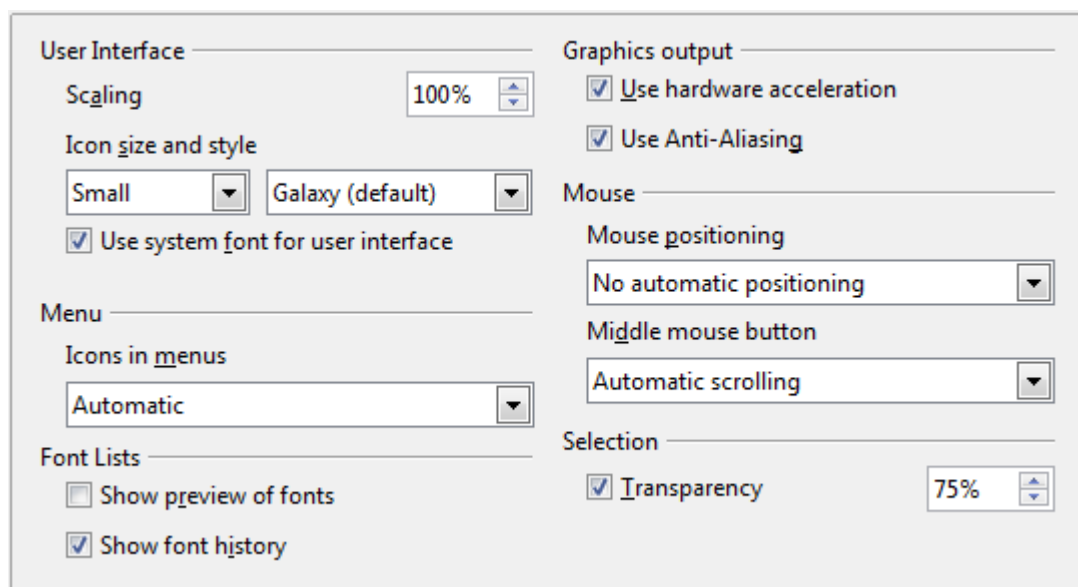 User Interface
Scaling
100%
Icon size and style
Small
Galaxy (default)
Use system font for user interface
Menu
Icons in menus
Automatic
Font Lists
Show preview of fonts
Show font history
Graphics output
Use hardware acceleration
Use Anti-Aliasing
Mouse
Mouse positioning
No automatic positioning
Middle mouse button
Automatic scrolling
Selection
Transparency
75%